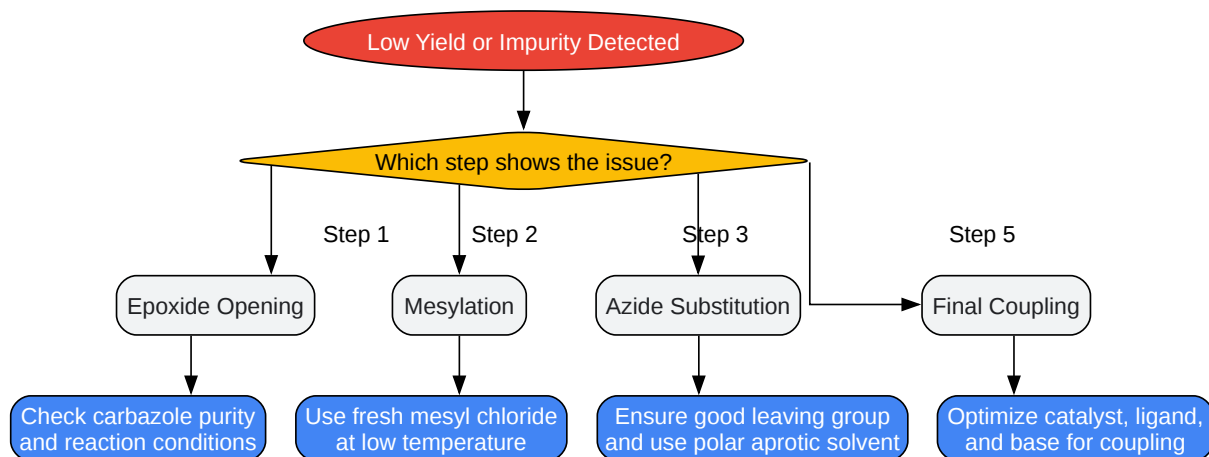 Low Yield or Impurity Detected
Which step shows the issue?
Step 1
Step 2
Step 3
Step 5
Epoxide Opening
Mesylation
Azide Substitution
Final Coupling
Check carbazole purity
and reaction conditions
Use fresh mesyl chloride
at low temperature
Ensure good leaving group
and use polar aprotic solvent
Optimize catalyst, ligand,
and base for coupling